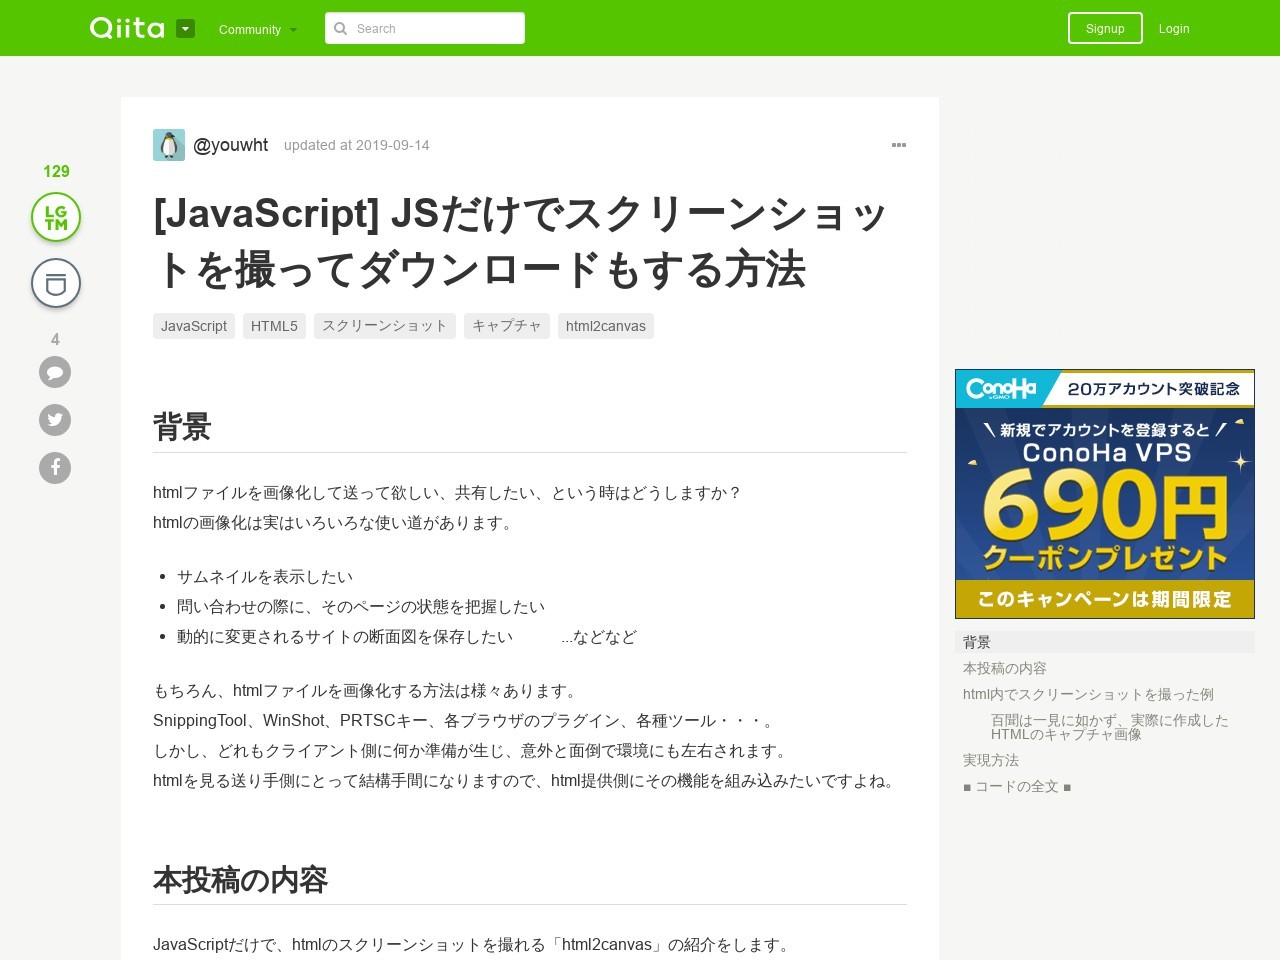 Qiita
Community
Search
Signup
Login
129
LG
TM
4
@youwht
updated at 2019-09-14
[JavaScript] JSだけでスクリーンショッ
トを撮ってダウンロードもする方法
JavaScript
HTML5
スクリーンショット
キャプチャ
html2canvas
背景
htmlファイルを画像化して送って欲しい、共有したい、という時はどうしますか？
htmlの画像化は実はいろいろな使い道があります。
• サムネイルを表示したい
• 問い合わせの際に、そのページの状態を把握したい
• 動的に変更されるサイトの断面図を保存したい　　　...などなど
もちろん、htmlファイルを画像化する方法は様々あります。
SnippingTool、WinShot、PRTSCキー、各ブラウザのプラグイン、各種ツール・・・。
しかし、どれもクライアント側に何か準備が生じ、意外と面倒で環境にも左右されます。
htmlを見る送り手側にとって結構手間になりますので、html提供側にその機能を組み込みたいですよね。
本投稿の内容
JavaScriptだけで、htmlのスクリーンショットを撮れる「html2canvas」の紹介をします。
ConoHa
by GMO
20万アカウント突破記念
\ 新規でアカウントを登録すると /
ConoHa VPS
690円
クーポンプレゼント
このキャンペーンは期間限定
背景
本投稿の内容
html内でスクリーンショットを撮った例
百聞は一見に如かず、実際に作成した
HTMLのキャプチャ画像
実現方法
■ コードの全文 ■